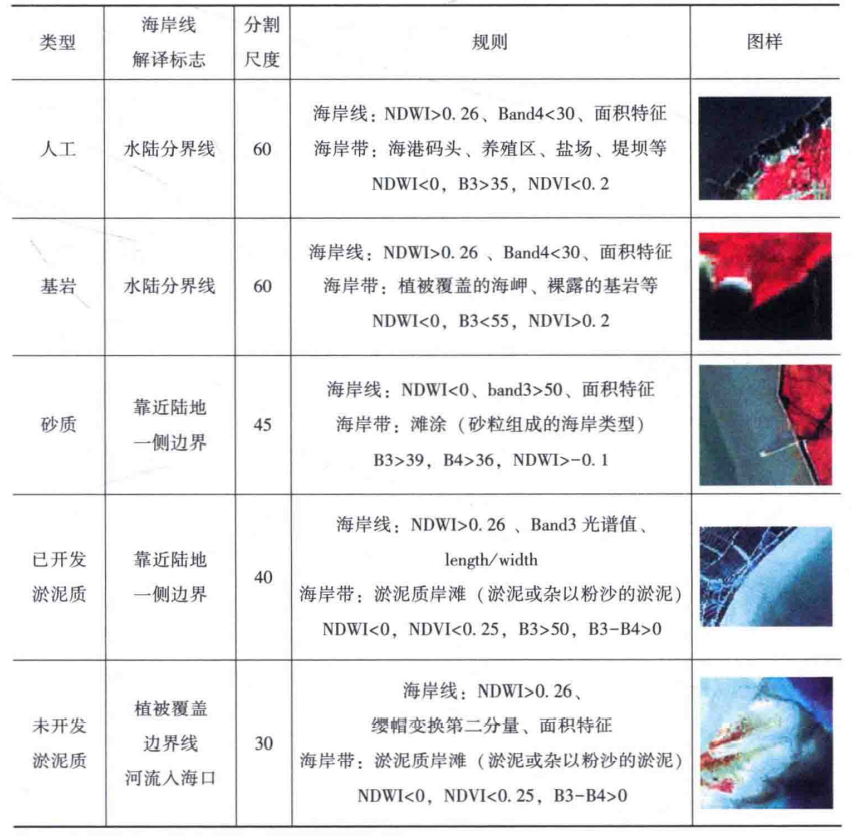 类型
海岸线
解译标志
分割
尺度
规则
图样
人工
水陆分界线
60
海岸线：NDWI>0.26、Band4<30、面积特征
海岸带：海港码头、养殖区、盐场、堤坝等
NDWI<0，B3>35，NDVI<0.2
基岩
水陆分界线
60
海岸线：NDWI>0.26 、Band4<30、面积特征
海岸带：植被覆盖的海岬、裸露的基岩等
NDWI<0，B3<55，NDVI>0.2
砂质
靠近陆地
一侧边界
45
海岸线：NDWI<0、band3>50、面积特征
海岸带：滩涂（砂粒组成的海岸类型）
B3>39，B4>36，NDWI>-0.1
已开发
淤泥质
靠近陆地
一侧边界
40
海岸线：NDWI>0.26 、Band3 光谱值、
length/width
海岸带：淤泥质岸滩（淤泥或杂以粉沙的淤泥）
NDWI<0，NDVI<0.25，B3>50，B3-B4>0
未开发
淤泥质
植被覆盖
边界线
河流入海口
30
海岸线：NDWI>0.26、
缨帽变换第二分量、面积特征
海岸带：淤泥质岸滩（淤泥或杂以粉沙的淤泥）
NDWI<0，NDVI<0.25，B3-B4>0